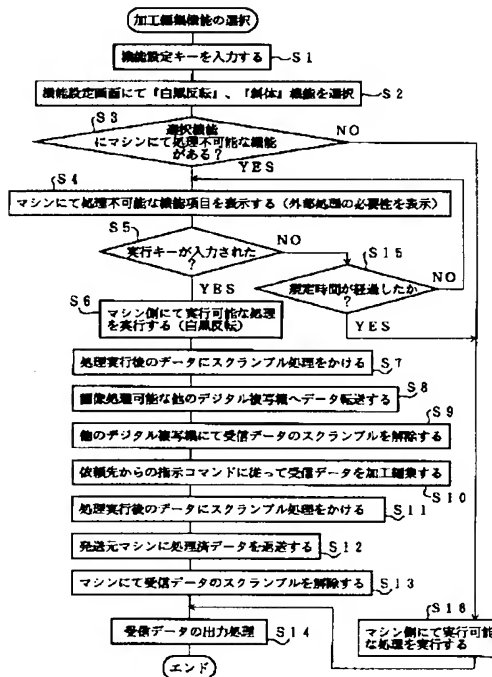 加工編集機能の選択
機能設定キーを入力する
S1
機能設定画面にて『白黒反転』、『斜体』機能を選択
S2
S3
選択機能
にマシンにて処理不可能な機能
がある?
NO
YES
S4
マシンにて処理不可能な機能項目を表示する(外部処理の必要性を表示)
S5
実行キーが入力された
?
NO
S15
規定時間が経過したか
?
YES
YES
S6
マシン側にて実行可能な処理
を実行する(白黒反転)
処理実行後のデータにスクランブル処理をかける
S7
画像処理可能な他のデジタル複写機へデータ転送する
S8
S9
他のデジタル複写機にて受信データのスクランブルを解除する
依頼先からの指示コマンドに従って受信データを加工編集する
S10
処理実行後のデータにスクランブル処理をかける
S11
発送元マシンに処理済データを返送する
S12
マシンにて受信データのスクランブルを解除する
S13
S16
マシン側にて実行可能
な処理を実行する
受信データの出力処理
S14
エンド